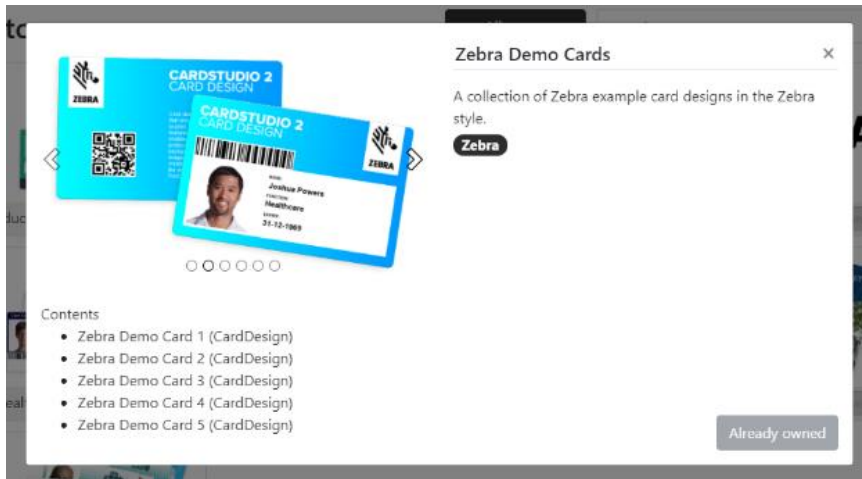 Zebra Demo Cards
×
A collection of Zebra example card designs in the Zebra
style.
Zebra
ZEBRA
CARDSTUDIO 2
CARD DESIGN
CARDSTUDIO 2
CARD DESIGN
ZEBRA
NAME
Joshua Powers
FUNCTION
Healthcare
EXPIRY
31-12-1969
Contents
• Zebra Demo Card 1 (CardDesign)
• Zebra Demo Card 2 (CardDesign)
• Zebra Demo Card 3 (CardDesign)
• Zebra Demo Card 4 (CardDesign)
• Zebra Demo Card 5 (CardDesign)
Already owned